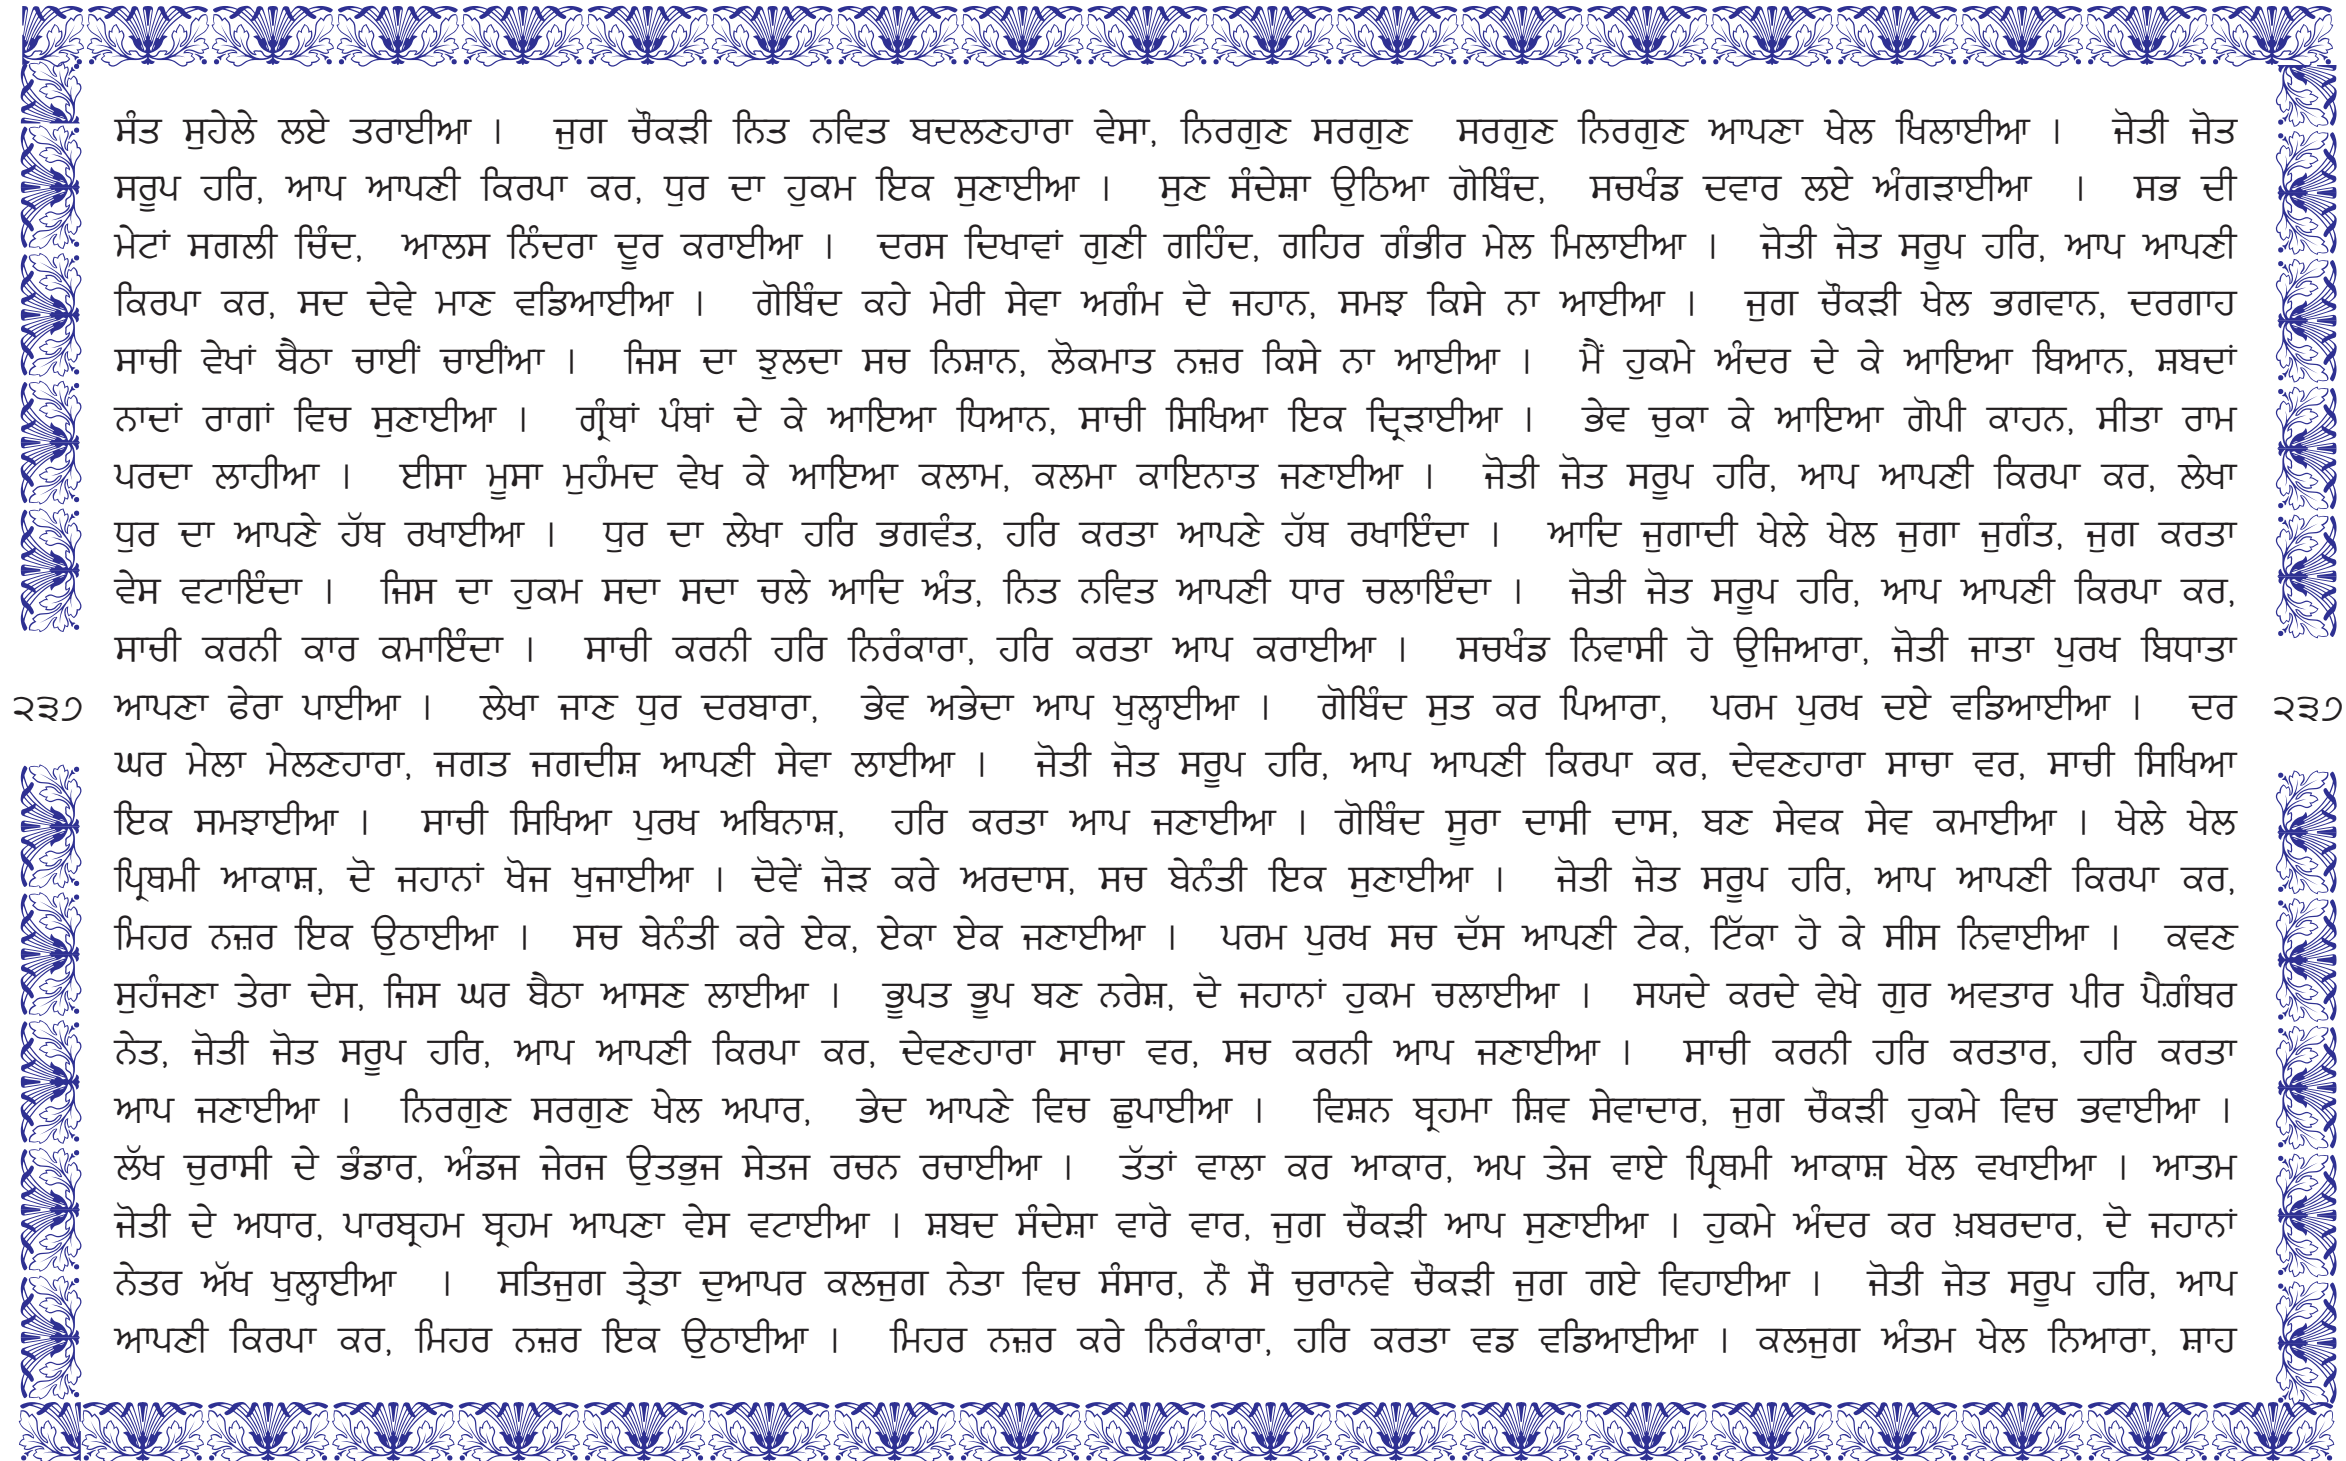 ਸੰਤ ਸੁਹੇਲੇ ਲਏ ਤਰਾਈਆ । ਜੁਗ ਚੌਕੜੀ ਨਿਤ ਨਵਿਤ ਬਦਲਣਹਾਰਾ ਵੇਸਾ, ਨਿਰਗੁਣ ਸਰਗੁਣ ਸਰਗੁਣ ਨਿਰਗੁਣ ਆਪਣਾ ਖੇਲ ਖਿਲਾਈਆ । ਜੋਤੀ ਜੋਤ
ਸਰੂਪ ਹਰਿ, ਆਪ ਆਪਣੀ ਕਿਰਪਾ ਕਰ, ਧੁਰ ਦਾ ਹੁਕਮ ਇਕ ਸੁਣਾਈਆ । ਸੁਣ ਸੰਦੇਸ਼ਾ ਉਠਿਆ ਗੋਬਿੰਦ, ਸਚਖੰਡ ਦਵਾਰ ਲਏ ਅੰਗੜਾਈਆ । ਸਭ ਦੀ
ਮੇਟਾਂ ਸਗਲੀ ਚਿੰਦ, ਆਲਸ ਨਿੰਦਰਾ ਦੂਰ ਕਰਾਈਆ । ਦਰਸ ਦਿਖਾਵਾਂ ਗੁਣੀ ਗਹਿੰਦ, ਗਹਿਰ ਗੰਭੀਰ ਮੇਲ ਮਿਲਾਈਆ । ਜੋਤੀ ਜੋਤ ਸਰੂਪ ਹਰਿ, ਆਪ ਆਪਣੀ
ਕਿਰਪਾ ਕਰ, ਸਦ ਦੇਵੇ ਮਾਣ ਵਡਿਆਈਆ । ਗੋਬਿੰਦ ਕਹੇ ਮੇਰੀ ਸੇਵਾ ਅਗੰਮ ਦੋ ਜਹਾਨ, ਸਮਝ ਕਿਸੇ ਨਾ ਆਈਆ । ਜੁਗ ਚੌਕੜੀ ਖੇਲ ਭਗਵਾਨ, ਦਰਗਾਹ
ਸਾਚੀ ਵੇਖਾਂ ਬੈਠਾ ਚਾਈਂ ਚਾਈਂਆ । ਜਿਸ ਦਾ ਝੁਲਦਾ ਸਚ ਨਿਸ਼ਾਨ, ਲੋਕਮਾਤ ਨਜ਼ਰ ਕਿਸੇ ਨਾ ਆਈਆ । ਮੈਂ ਹੁਕਮੇ ਅੰਦਰ ਦੇ ਕੇ ਆਇਆ ਬਿਆਨ, ਸ਼ਬਦਾਂ
ਨਾਦਾਂ ਰਾਗਾਂ ਵਿਚ ਸੁਣਾਈਆ । ਗ੍ਰੰਥਾਂ ਪੰਥਾਂ ਦੇ ਕੇ ਆਇਆ ਧਿਆਨ, ਸਾਚੀ ਸਿਖਿਆ ਇਕ ਦ੍ਰਿੜਾਈਆ । ਭੇਵ ਚੁਕਾ ਕੇ ਆਇਆ ਗੋਪੀ ਕਾਹਨ, ਸੀਤਾ ਰਾਮ
ਪਰਦਾ ਲਾਹੀਆ । ਈਸਾ ਮੂਸਾ ਮੁਹੰਮਦ ਵੇਖ ਕੇ ਆਇਆ ਕਲਾਮ, ਕਲਮਾ ਕਾਇਨਾਤ ਜਣਾਈਆ । ਜੋਤੀ ਜੋਤ ਸਰੂਪ ਹਰਿ, ਆਪ ਆਪਣੀ ਕਿਰਪਾ ਕਰ, ਲੇਖਾ
ਧੁਰ ਦਾ ਆਪਣੇ ਹੱਥ ਰਖਾਈਆ । ਧੁਰ ਦਾ ਲੇਖਾ ਹਰਿ ਭਗਵੰਤ, ਹਰਿ ਕਰਤਾ ਆਪਣੇ ਹੱਥ ਰਖਾਇੰਦਾ । ਆਦਿ ਜੁਗਾਦੀ ਖੇਲੇ ਖੇਲ ਜੁਗਾ ਜੁਗੰਤ, ਜੁਗ ਕਰਤਾ
ਵੇਸ ਵਟਾਇੰਦਾ । ਜਿਸ ਦਾ ਹੁਕਮ ਸਦਾ ਸਦਾ ਚਲੇ ਆਦਿ ਅੰਤ, ਨਿਤ ਨਵਿਤ ਆਪਣੀ ਧਾਰ ਚਲਾਇੰਦਾ । ਜੋਤੀ ਜੋਤ ਸਰੂਪ ਹਰਿ, ਆਪ ਆਪਣੀ ਕਿਰਪਾ ਕਰ,
ਸਾਚੀ ਕਰਨੀ ਕਾਰ ਕਮਾਇੰਦਾ । ਸਾਚੀ ਕਰਨੀ ਹਰਿ ਨਿਰੰਕਾਰਾ, ਹਰਿ ਕਰਤਾ ਆਪ ਕਰਾਈਆ । ਸਚਖੰਡ ਨਿਵਾਸੀ ਹੋ ਉਜਿਆਰਾ, ਜੋਤੀ ਜਾਤਾ ਪੁਰਖ ਬਿਧਾਤਾ
੨੩੭ ਆਪਣਾ ਫੇਰਾ ਪਾਈਆ । ਲੇਖਾ ਜਾਣ ਧੁਰ ਦਰਬਾਰਾ, ਭੇਵ ਅਭੇਦਾ ਆਪ ਖੁਲ੍ਹਾਈਆ । ਗੋਬਿੰਦ ਸੁਤ ਕਰ ਪਿਆਰਾ, ਪਰਮ ਪੁਰਖ ਦਏ ਵਡਿਆਈਆ । ਦਰ ੨੩੭
ਘਰ ਮੇਲਾ ਮੇਲਣਹਾਰਾ, ਜਗਤ ਜਗਦੀਸ਼ ਆਪਣੀ ਸੇਵਾ ਲਾਈਆ । ਜੋਤੀ ਜੋਤ ਸਰੂਪ ਹਰਿ, ਆਪ ਆਪਣੀ ਕਿਰਪਾ ਕਰ, ਦੇਵਣਹਾਰਾ ਸਾਚਾ ਵਰ, ਸਾਚੀ ਸਿਖਿਆ
ਇਕ ਸਮਝਾਈਆ । ਸਾਚੀ ਸਿਖਿਆ ਪੁਰਖ ਅਬਿਨਾਸ਼, ਹਰਿ ਕਰਤਾ ਆਪ ਜਣਾਈਆ । ਗੋਬਿੰਦ ਸੂਰਾ ਦਾਸੀ ਦਾਸ, ਬਣ ਸੇਵਕ ਸੇਵ ਕਮਾਈਆ । ਖੇਲੇ ਖੇਲ
ਪ੍ਰਿਥਮੀ ਆਕਾਸ਼, ਦੋ ਜਹਾਨਾਂ ਖੋਜ ਖੁਜਾਈਆ । ਦੋਵੇਂ ਜੋੜ ਕਰੇ ਅਰਦਾਸ, ਸਚ ਬੇਨੰਤੀ ਇਕ ਸੁਣਾਈਆ । ਜੋਤੀ ਜੋਤ ਸਰੂਪ ਹਰਿ, ਆਪ ਆਪਣੀ ਕਿਰਪਾ ਕਰ,
ਮਿਹਰ ਨਜ਼ਰ ਇਕ ਉਠਾਈਆ । ਸਚ ਬੇਨੰਤੀ ਕਰੇ ਏਕ, ਏਕਾ ਏਕ ਜਣਾਈਆ । ਪਰਮ ਪੁਰਖ ਸਚ ਦੱਸ ਆਪਣੀ ਟੇਕ, ਟਿੱਕਾ ਹੋ ਕੇ ਸੀਸ ਨਿਵਾਈਆ । ਕਵਣ
ਸੁਹੰਜਣਾ ਤੇਰਾ ਦੇਸ, ਜਿਸ ਘਰ ਬੈਠਾ ਆਸਣ ਲਾਈਆ । ਭੂਪਤ ਭੂਪ ਬਣ ਨਰੇਸ਼, ਦੋ ਜਹਾਨਾਂ ਹੁਕਮ ਚਲਾਈਆ । ਸਯਦੇ ਕਰਦੇ ਵੇਖੇ ਗੁਰ ਅਵਤਾਰ ਪੀਰ ਪੈਗ਼ੰਬਰ
ਨੇਤ, ਜੋਤੀ ਜੋਤ ਸਰੂਪ ਹਰਿ, ਆਪ ਆਪਣੀ ਕਿਰਪਾ ਕਰ, ਦੇਵਣਹਾਰਾ ਸਾਚਾ ਵਰ, ਸਚ ਕਰਨੀ ਆਪ ਜਣਾਈਆ । ਸਾਚੀ ਕਰਨੀ ਹਰਿ ਕਰਤਾਰ, ਹਰਿ ਕਰਤਾ
ਆਪ ਜਣਾਈਆ । ਨਿਰਗੁਣ ਸਰਗੁਣ ਖੇਲ ਅਪਾਰ, ਭੇਦ ਆਪਣੇ ਵਿਚ ਛੁਪਾਈਆ । ਵਿਸ਼ਨ ਬ੍ਰਹਮਾ ਸ਼ਿਵ ਸੇਵਾਦਾਰ, ਜੁਗ ਚੌਕੜੀ ਹੁਕਮੇ ਵਿਚ ਭਵਾਈਆ ।
ਲੱਖ ਚੁਰਾਸੀ ਦੇ ਭੰਡਾਰ, ਅੰਡਜ ਜੇਰਜ ਉਤਭੁਜ ਸੇਤਜ ਰਚਨ ਰਚਾਈਆ । ਤੱਤਾਂ ਵਾਲਾ ਕਰ ਆਕਾਰ, ਅਪ ਤੇਜ ਵਾਏ ਪ੍ਰਿਥਮੀ ਆਕਾਸ਼ ਖੇਲ ਵਖਾਈਆ । ਆਤਮ
ਜੋਤੀ ਦੇ ਅਧਾਰ, ਪਾਰਬ੍ਰਹਮ ਬ੍ਰਹਮ ਆਪਣਾ ਵੇਸ ਵਟਾਈਆ । ਸ਼ਬਦ ਸੰਦੇਸ਼ਾ ਵਾਰੋ ਵਾਰ, ਜੁਗ ਚੌਕੜੀ ਆਪ ਸੁਣਾਈਆ । ਹੁਕਮੇ ਅੰਦਰ ਕਰ ਖ਼ਬਰਦਾਰ, ਦੋ ਜਹਾਨਾਂ
ਨੇਤਰ ਅੱਖ ਖੁਲ੍ਹਾਈਆ । ਸਤਿਜੁਗ ਤ੍ਰੇਤਾ ਦੁਆਪਰ ਕਲਜੁਗ ਨੇਤਾ ਵਿਚ ਸੰਸਾਰ, ਨੌਂ ਸੌ ਚੁਰਾਨਵੇ ਚੌਕੜੀ ਜੁਗ ਗਏ ਵਿਹਾਈਆ । ਜੋਤੀ ਜੋਤ ਸਰੂਪ ਹਰਿ, ਆਪ
ਆਪਣੀ ਕਿਰਪਾ ਕਰ, ਮਿਹਰ ਨਜ਼ਰ ਇਕ ਉਠਾਈਆ । ਮਿਹਰ ਨਜ਼ਰ ਕਰੇ ਨਿਰੰਕਾਰਾ, ਹਰਿ ਕਰਤਾ ਵਡ ਵਡਿਆਈਆ । ਕਲਜੁਗ ਅੰਤਮ ਖੇਲ ਨਿਆਰਾ, ਸ਼ਾਹ